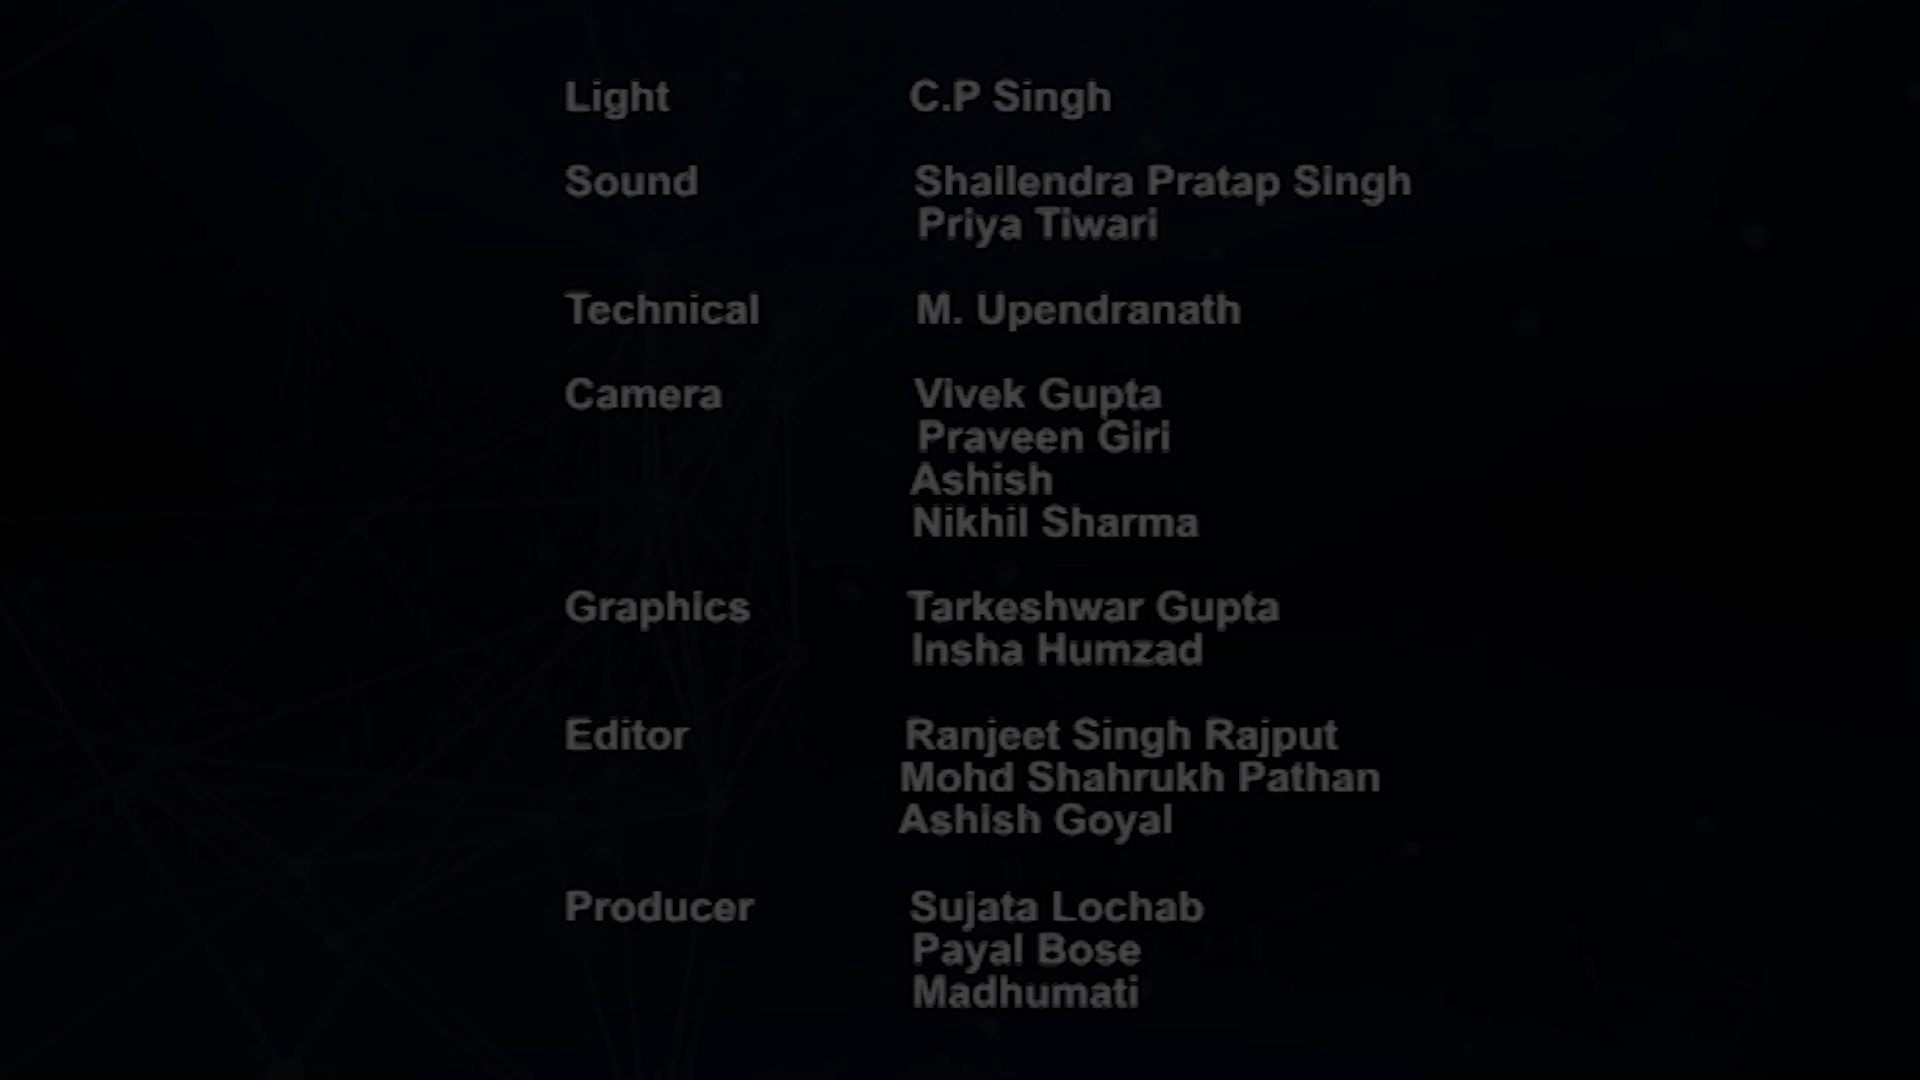 Light C.P Singh
Sound Shailendra Pratap Singh
Priya Tiwari
Technical M. Upendranath
Camera Vivek Gupta
Praveen Giri
Ashish
Nikhil Sharma
Graphics Tarkeshwar Gupta
Insha Humzad
Editor Ranjeet Singh Rajput
Mohd Shahrukh Pathan
Ashish Goyal
Producer Sujata Lochab
Payal Bose
Madhumati